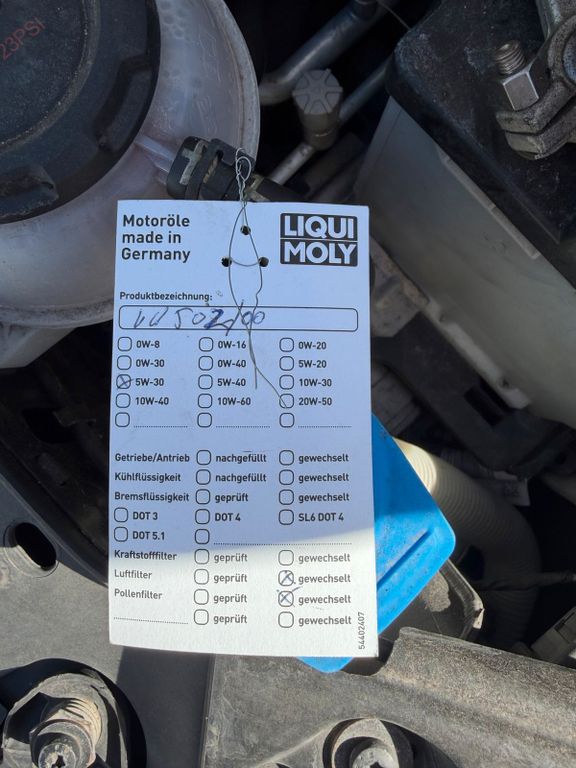 23PSI
Motoröle
made in
Germany
LIQUI
MOLY
Produktbezeichnung:
502/00
0W-8 0W-16 0W-20
0W-30 0W-40 5W-20
5W-30 5W-40 10W-30
10W-40 10W-60 20W-50
Getriebe/Antrieb nachgefüllt gewechselt
Kühlflüssigkeit nachgefüllt gewechselt
Bremsflüssigkeit geprüft gewechselt
DOT 3 DOT 4 SL6 DOT 4
DOT 5.1
Kraftstofffilter geprüft gewechselt
Luftfilter geprüft gewechselt
Pollenfilter geprüft gewechselt
geprüft gewechselt
54402407